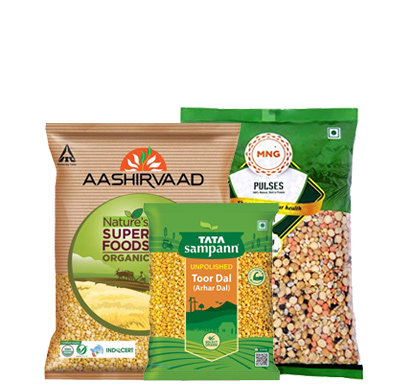 AASHIRVAAD
Nature's
SUPER
FOODS
ORGANIC
INDOCERT
TATA
sampann
UNPOLISHED
Toor Dal
(Arhar Dal)
MNG
PULSES